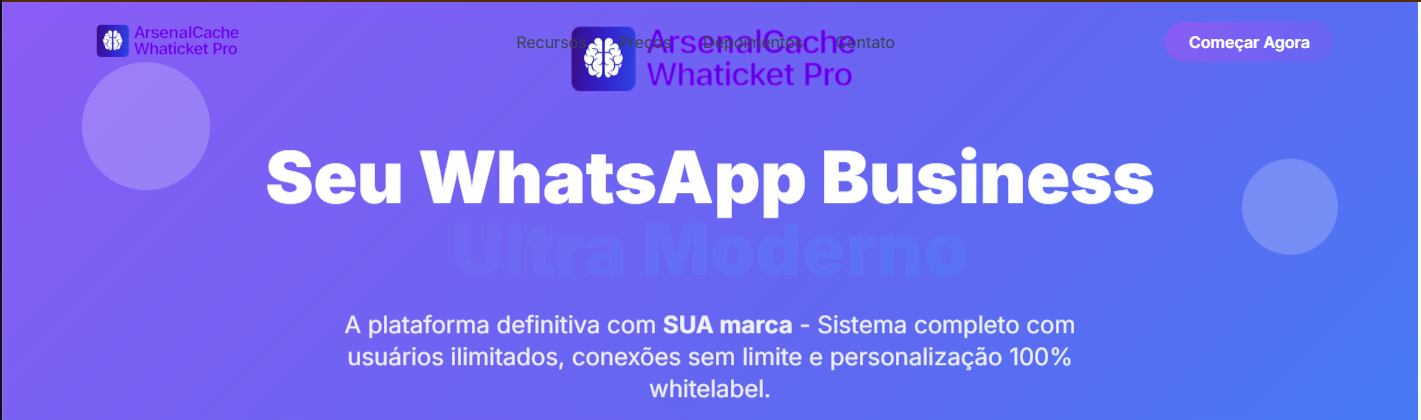 ArsenalCache
Whaticket Pro
Recursos Preços Depoimentos Contato
Começar Agora
ArsenalCache
Whaticket Pro
Seu WhatsApp Business
Ultra Moderno
A plataforma definitiva com SUA marca - Sistema completo com
usuários ilimitados, conexões sem limite e personalização 100%
whitelabel.